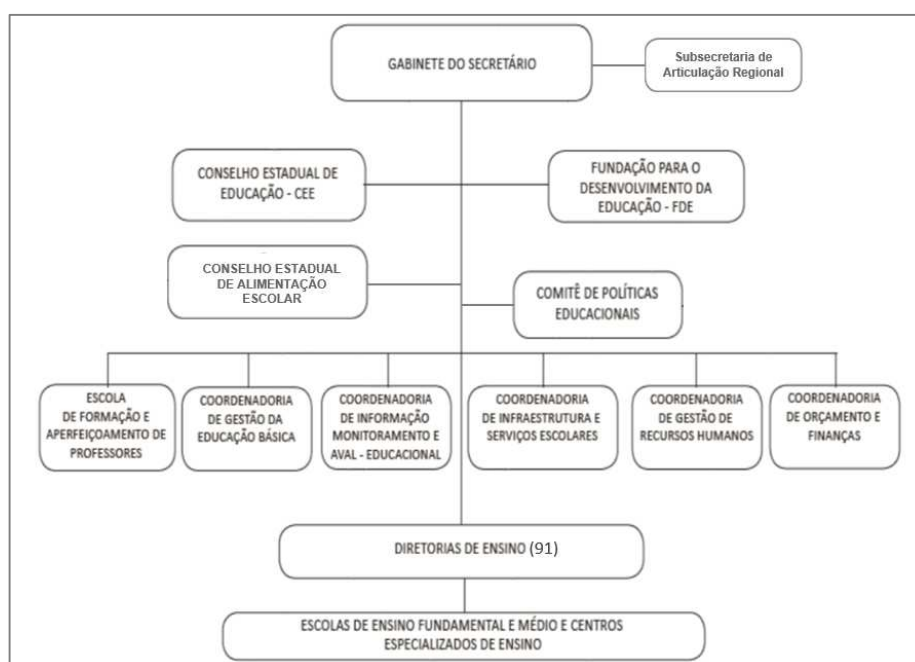 GABINETE DO SECRETÁRIO
Subsecretaria de
Articulação Regional
CONSELHO ESTADUAL DE
EDUCAÇÃO - CEE
FUNDAÇÃO PARA O
DESENVOLVIMENTO DA
EDUCAÇÃO - FDE
CONSELHO ESTADUAL
DE ALIMENTAÇÃO
ESCOLAR
COMITÊ DE POLÍTICAS
EDUCACIONAIS
ESCOLA
DE FORMAÇÃO E
APERFEIÇOAMENTO DE
PROFESSORES
COORDENADORIA
DE GESTÃO DA
EDUCAÇÃO BÁSICA
COORDENADORIA
DE INFORMAÇÃO
MONITORAMENTO E
AVAL - EDUCACIONAL
COORDENADORIA
DE INFRAESTRUTURA E
SERVIÇOS ESCOLARES
COORDENADORIA
DE GESTÃO DE
RECURSOS HUMANOS
COORDENADORIA
DE ORÇAMENTO E
FINANÇAS
DIRETORIAS DE ENSINO (91)
ESCOLAS DE ENSINO FUNDAMENTAL E MÉDIO E CENTROS
ESPECIALIZADOS DE ENSINO